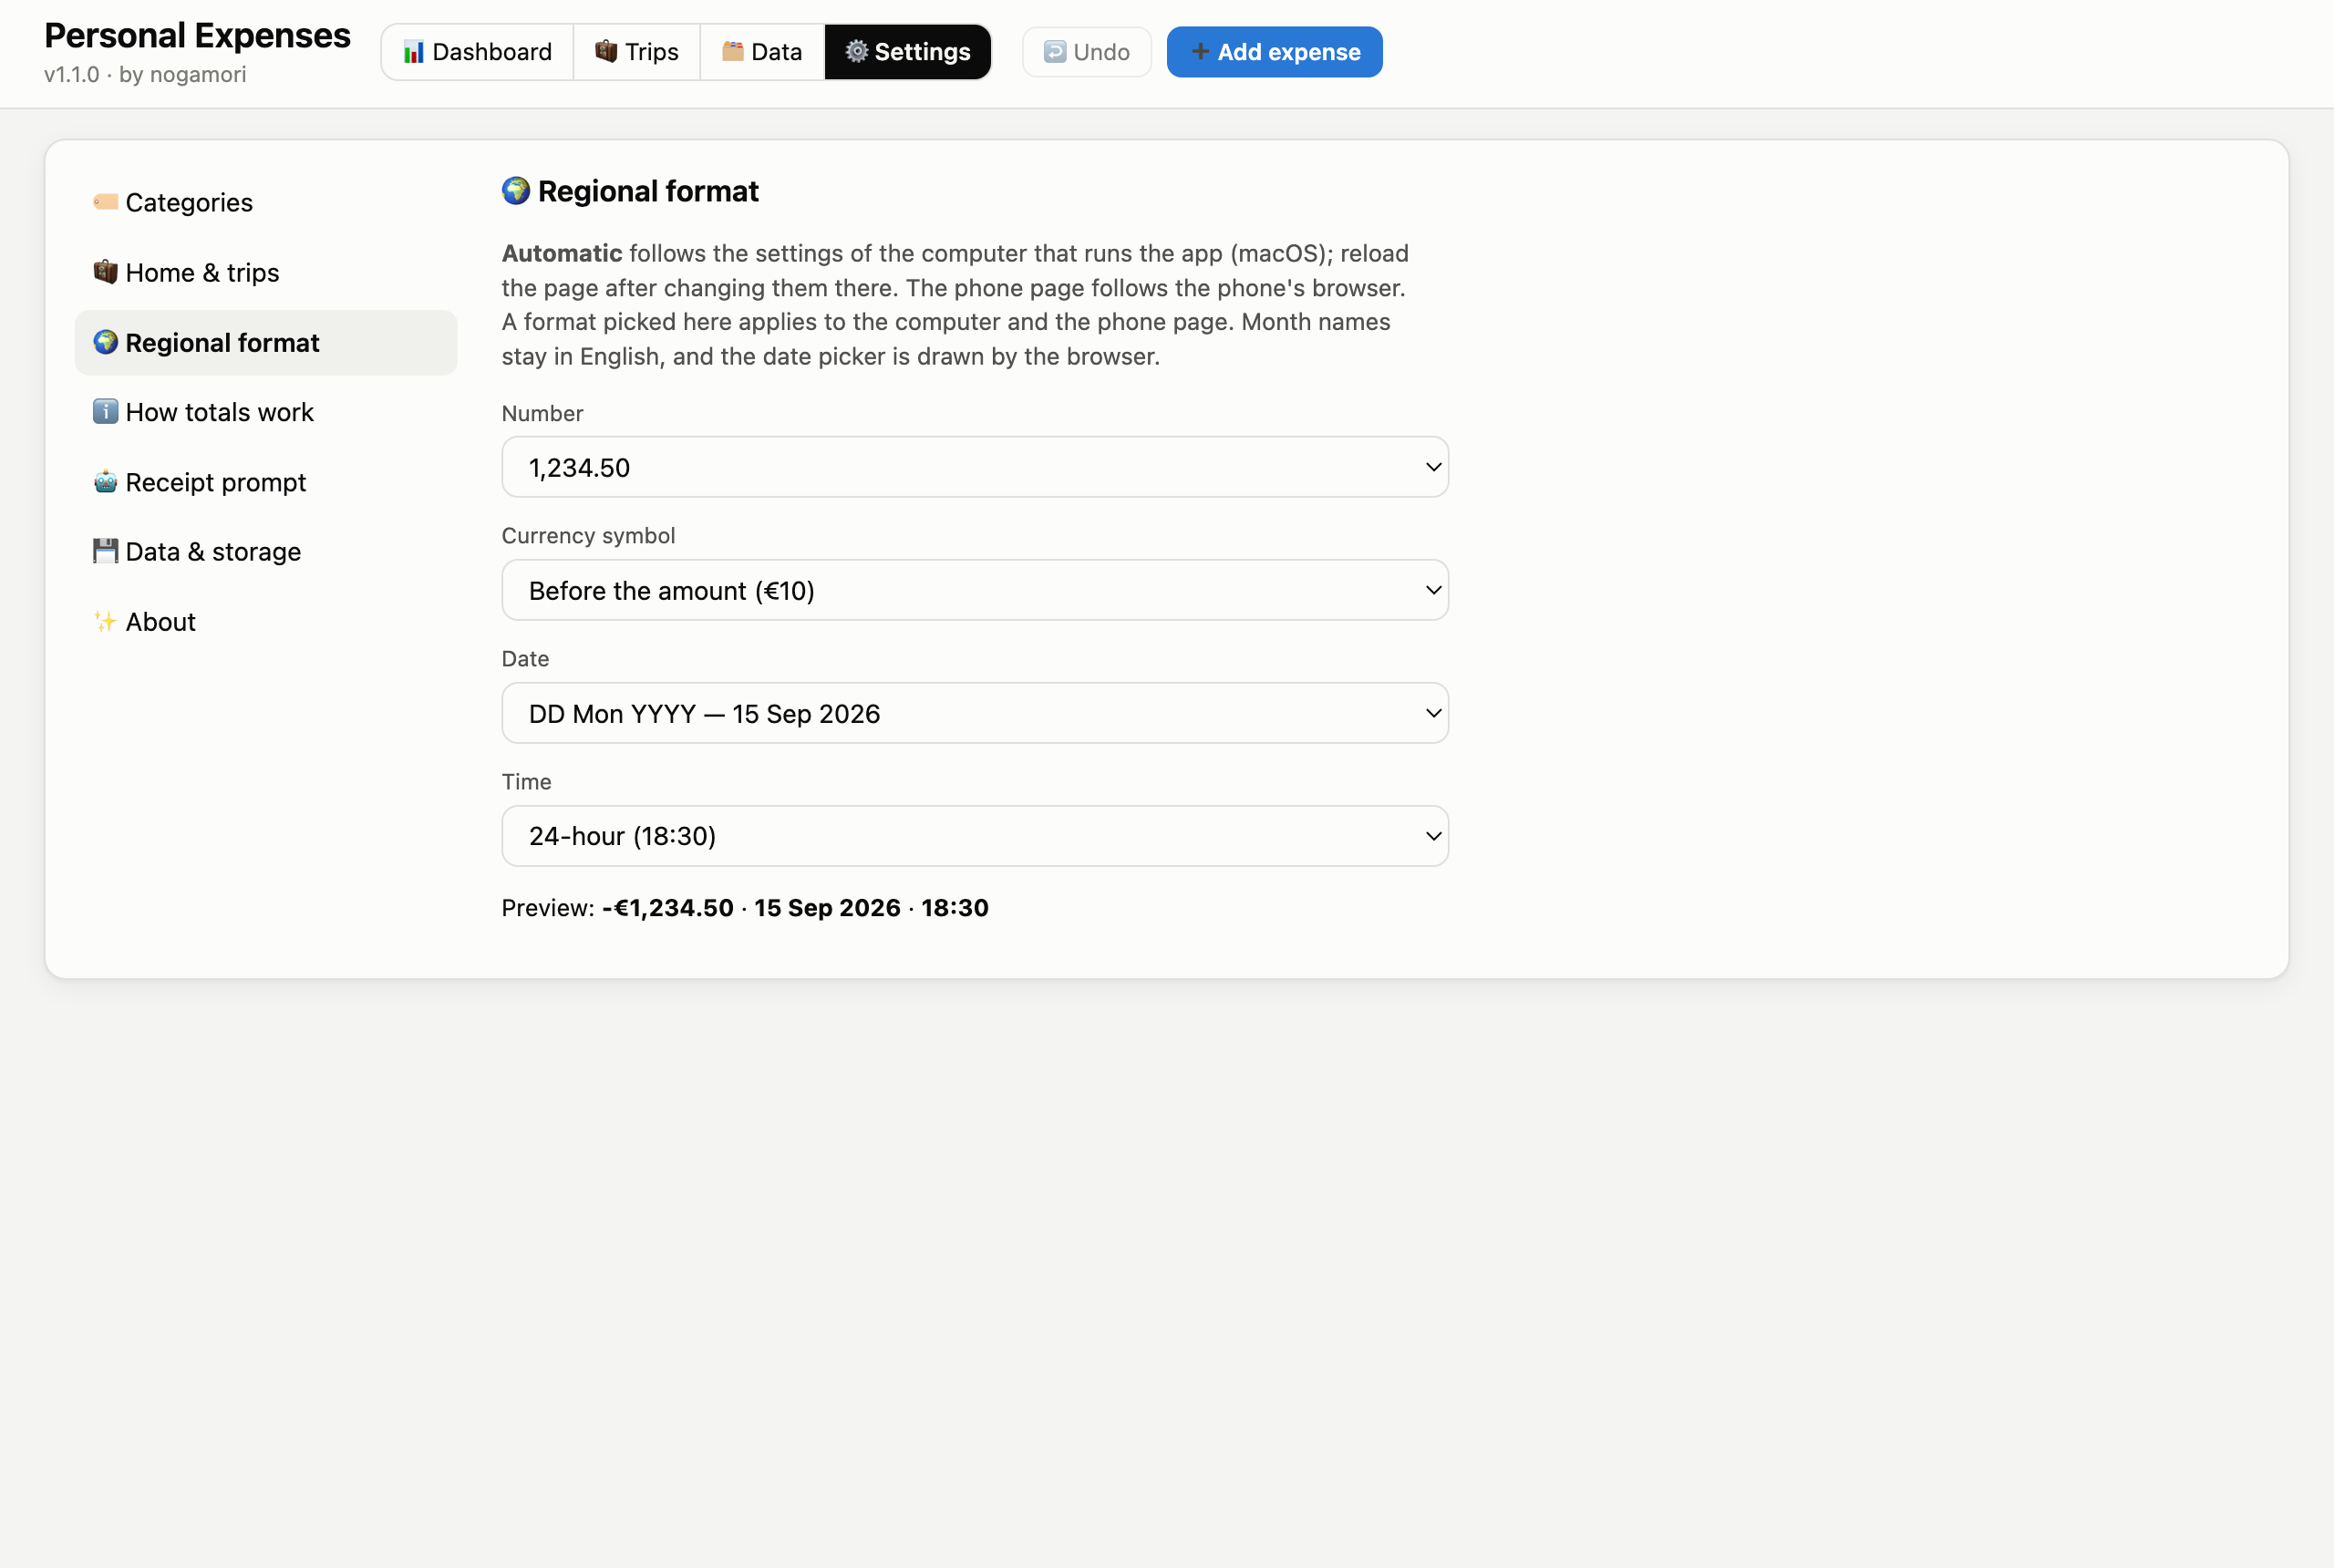 Personal Expenses
v1.1.0 · by nogamori
Dashboard
Trips
Data
Settings
Undo
Add expense
Categories
Home & trips
Regional format
How totals work
Receipt prompt
Data & storage
About
Regional format
Automatic follows the settings of the computer that runs the app (macOS); reload
the page after changing them there. The phone page follows the phone's browser.
A format picked here applies to the computer and the phone page. Month names
stay in English, and the date picker is drawn by the browser.
Number
1,234.50
Currency symbol
Before the amount (€10)
Date
DD Mon YYYY — 15 Sep 2026
Time
24-hour (18:30)
Preview: -€1,234.50 · 15 Sep 2026 · 18:30